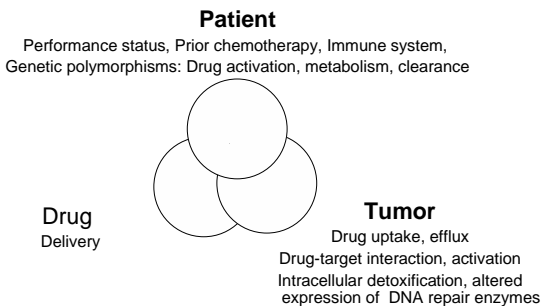 Patient
Performance status, Prior chemotherapy, Immune system,
Genetic polymorphisms: Drug activation, metabolism, clearance
Drug
Delivery
Tumor
Drug uptake, efflux
Drug-target interaction, activation
Intracellular detoxification, altered
expression of DNA repair enzymes